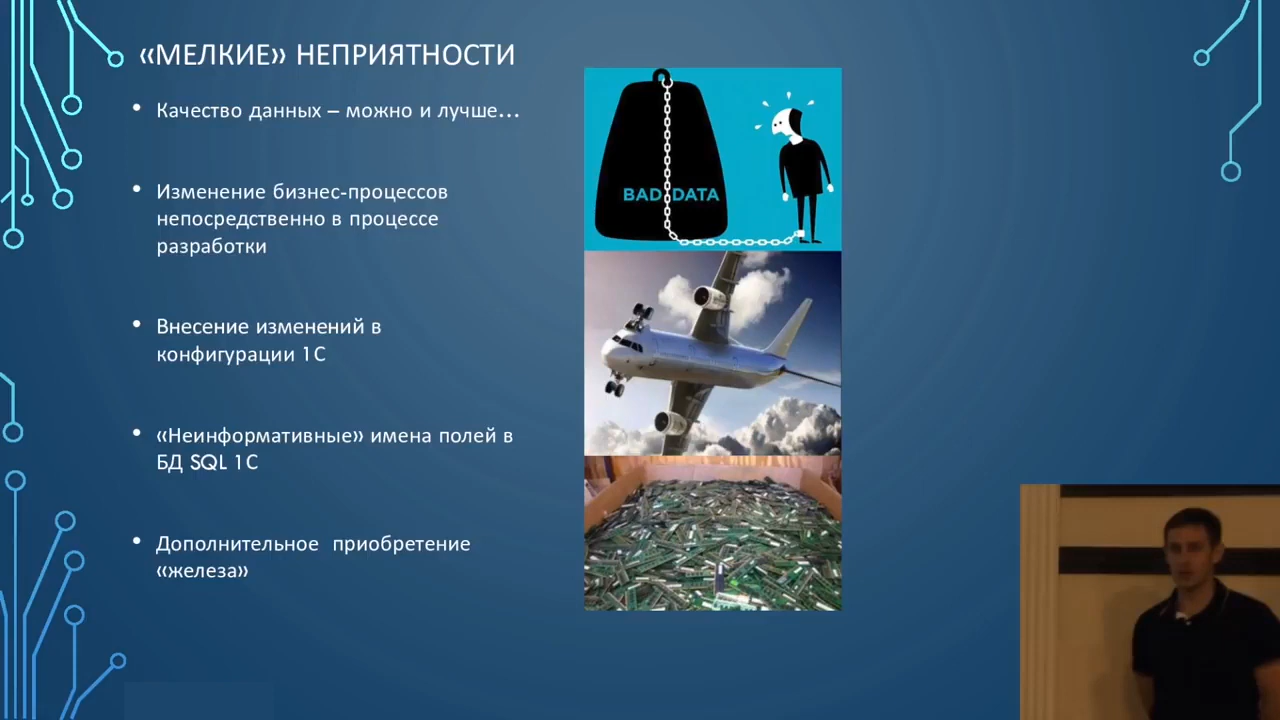 «МЕЛКИЕ» НЕПРИЯТНОСТИ
• Качество данных – можно и лучше…
• Изменение бизнес-процессов
непосредственно в процессе
разработки
• Внесение изменений в
конфигурации 1С
• «Неинформативные» имена полей в
БД SQL 1С
• Дополнительное приобретение
«железа»
BAD DATA